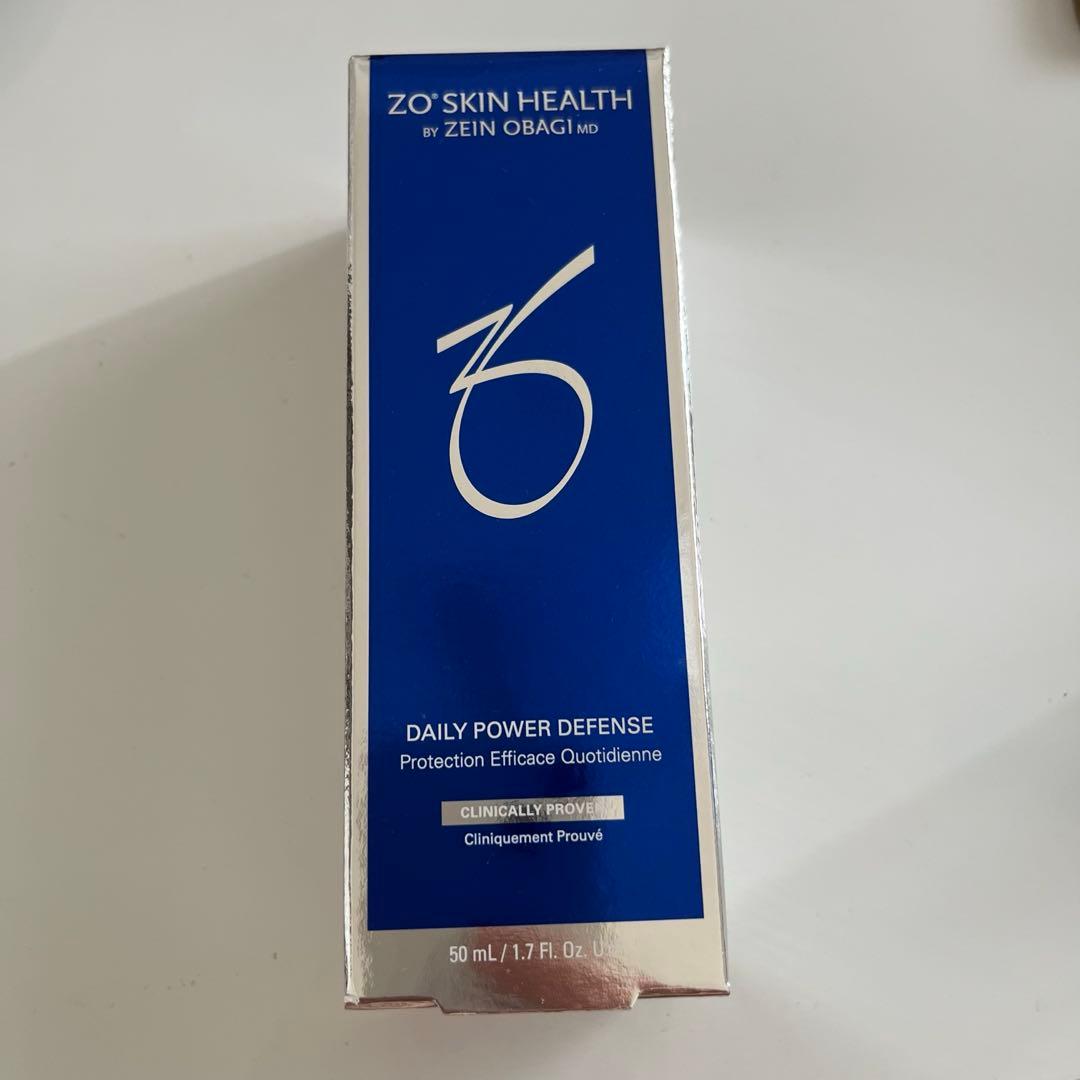 ZO® SKIN HEALTH
BY ZEIN OBAGI MD
DAILY POWER DEFENSE
Protection Efficace Quotidienne
CLINICALLY PROVEN
Cliniquement Prouvé
50 mL / 1.7 Fl. Oz.